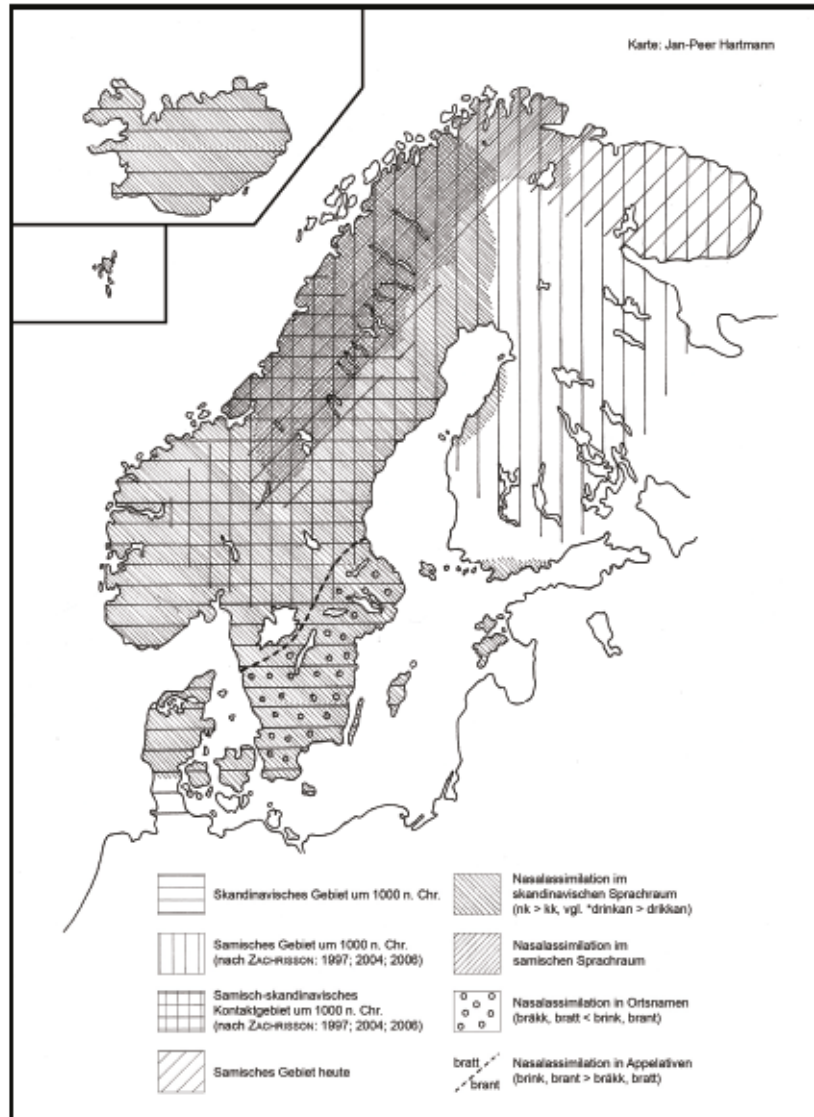 Karte: Jan-Peer Hartmann
Skandinavisches Gebiet um 1000 n. Chr.
Samisches Gebiet um 1000 n. Chr.
(nach ZACHRISSON: 1997; 2004; 2006)
Samisch-skandinavisches
Kontaktgebiet um 1000 n. Chr.
(nach ZACHRISSON: 1997; 2004; 2006)
Samisches Gebiet heute
Nasalassimilation im
skandinavischen Sprachraum
(nk > kk, vgl. *drinkan > drikkan)
Nasalassimilation im
samischen Sprachraum
Nasalassimilation in Ortsnamen
(bräkk, bratt < brink, brant)
bratt
brant
Nasalassimilation in Appelativen
(brink, brant > bräkk, bratt)